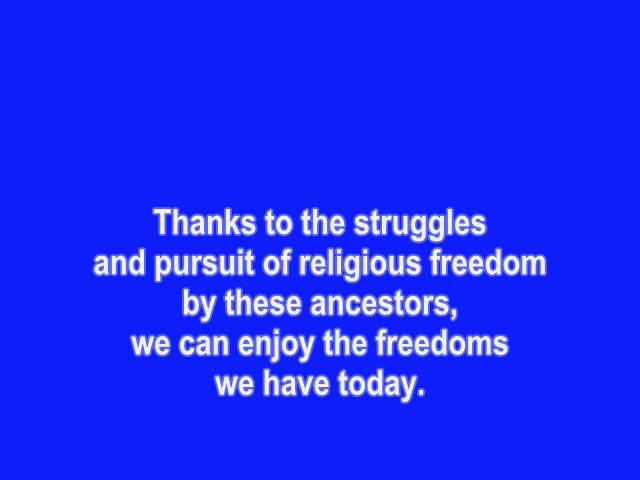 Thanks to the struggles
and pursuit of religious freedom
by these ancestors,
we can enjoy the freedoms
we have today.